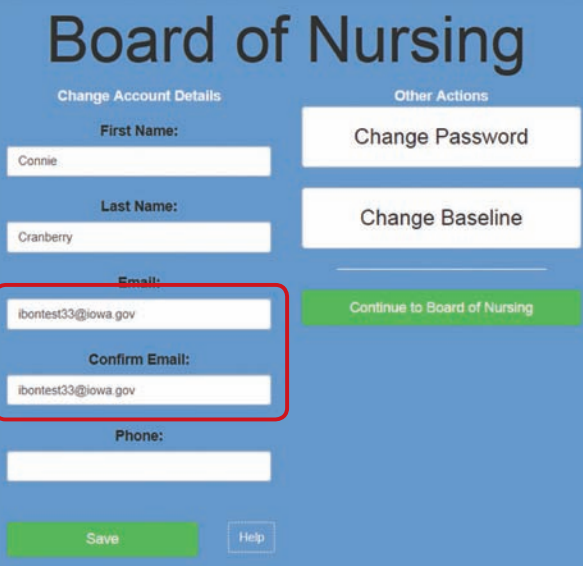 Board of Nursing
Change Account Details
First Name:
Connie
Last Name:
Cranberry
Email:
ibontest33@iowa.gov
Confirm Email:
ibontest33@iowa.gov
Phone:
Save
Help
Other Actions
Change Password
Change Baseline
Continue to Board of Nursing